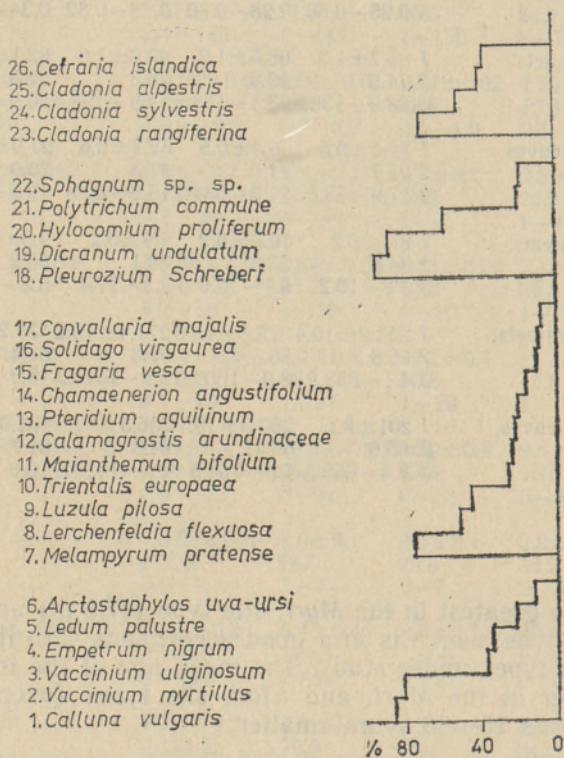 26. Cetraria islandica
25. Cladonia alpestris
24. Cladonia sylvestris
23. Cladonia rangiferina
22. Sphagnum sp. sp.
21. Polytrichum commune
20. Hylocomium proliferum
19. Dicranum undulatum
18. Pleurozium Schreberi
17. Convallaria majalis
16. Solidago virgaurea
15. Fragaria vesca
14. Chamaenerion angustifolium
13. Pteridium aquilinum
12. Calamagrostis arundinaceae
11. Maianthemum bifolium
10. Trientalis europaea
9. Luzula pilosa
8. Lerchenfeldia flexuosa
7. Melampyrum pratense
6. Arctostaphylos uva-ursi
5. Ledum palustre
4. Empetrum nigrum
3. Vaccinium uliginosum
2. Vaccinium myrtillus
1. Calluna vulgaris
% 80 40 0